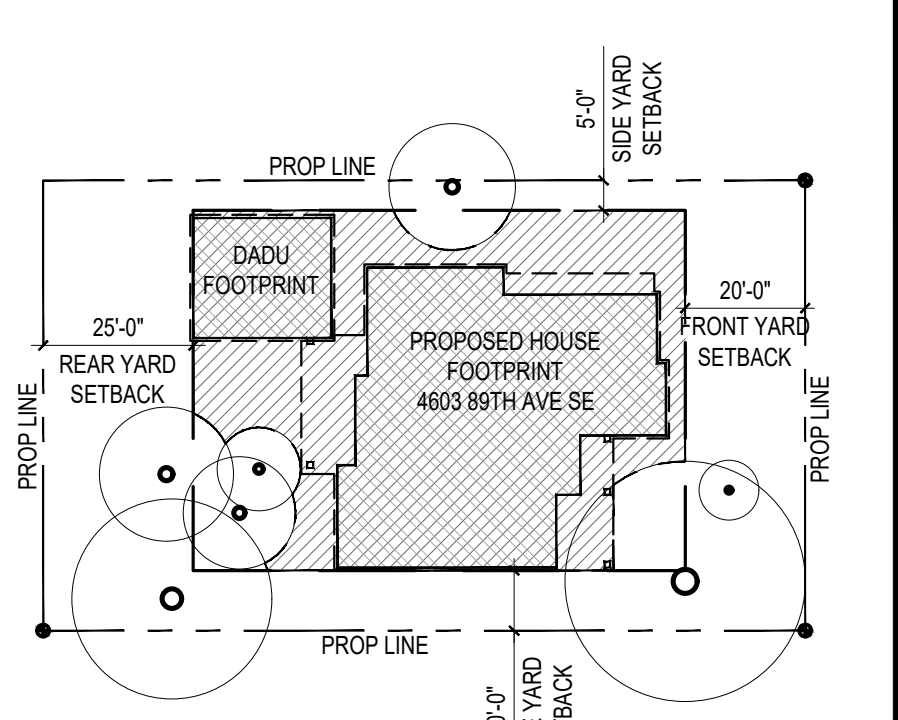 5'-0"
SIDE YARD
SETBACK
PROP LINE
DADU
FOOTPRINT
20'-0"
FRONT YARD
SETBACK
25'-0"
REAR YARD
SETBACK
PROPOSED HOUSE
FOOTPRINT
4603 89TH AVE SE
PROP LINE
PROP LINE
PROP LINE
YARD